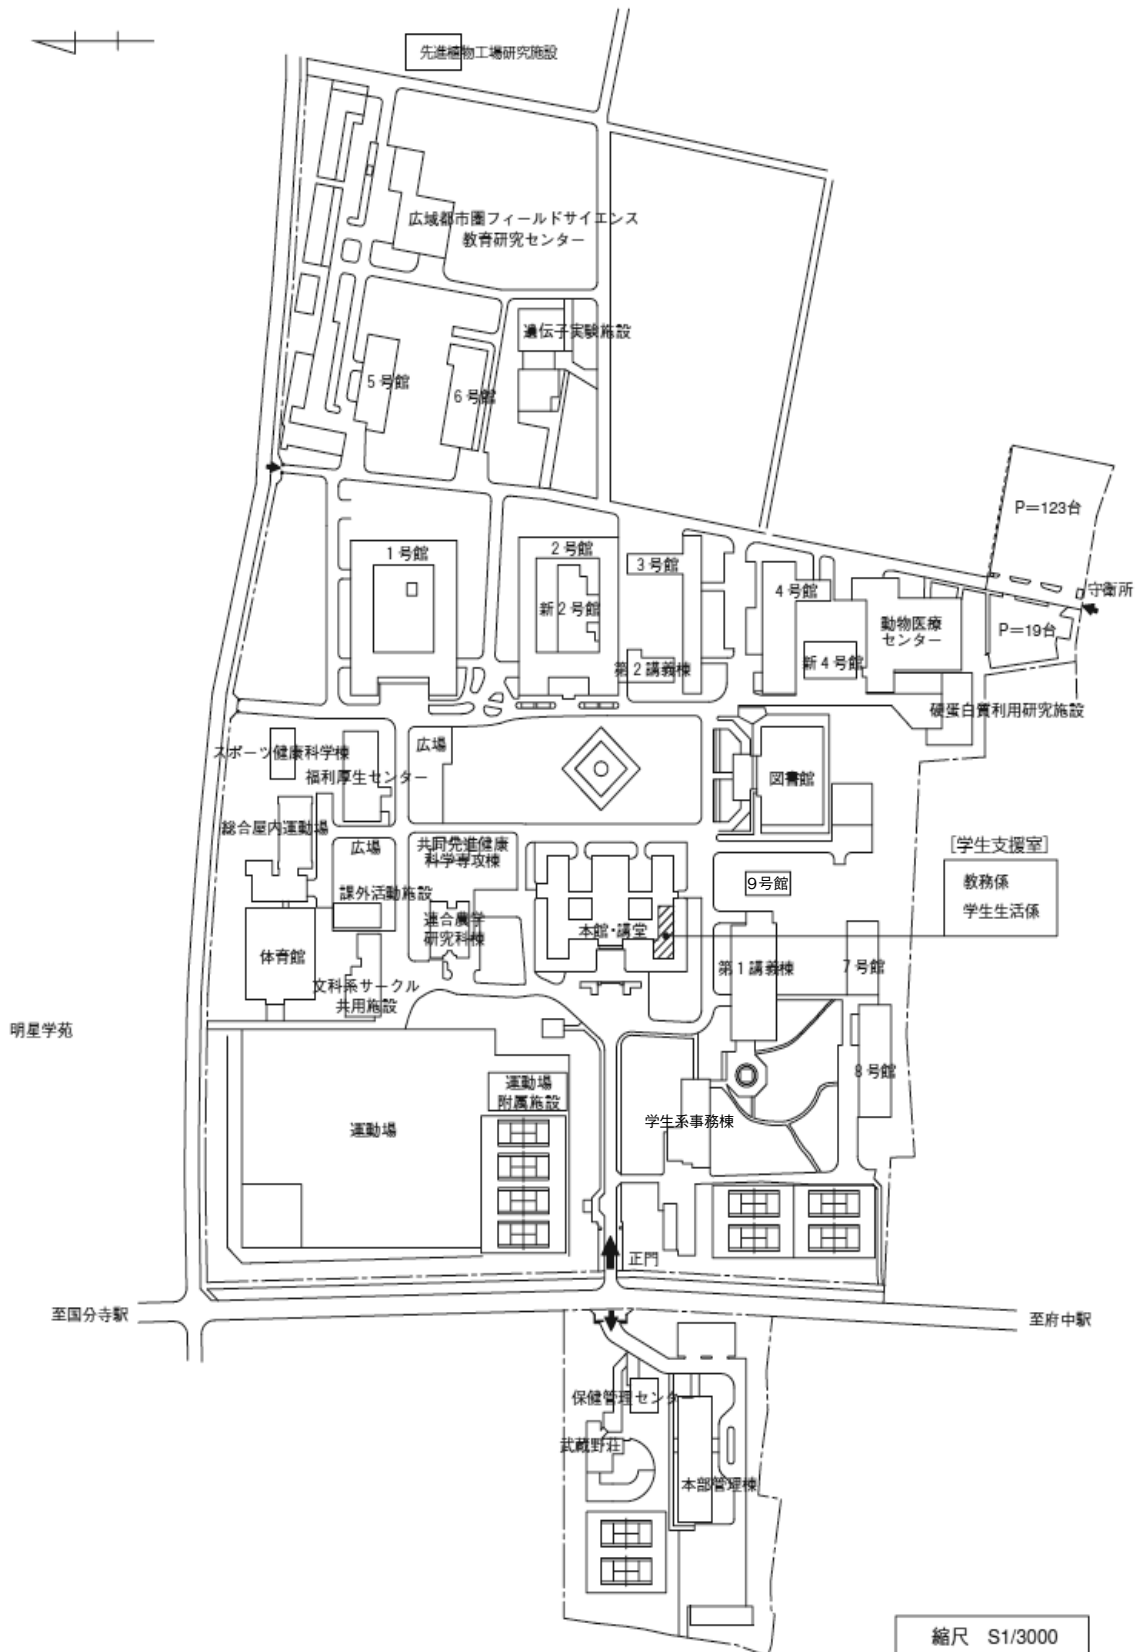 先進植物工場研究施設
広域都市圏フィールドサイエンス
教育研究センター
遺伝子実験施設
5号館
6号館
P=123台
守衛所
1号館
2号館
3号館
新2号館
4号館
動物医療
センター
P=19台
第2講義棟
新4号館
硬蛋白質利用研究施設
スポーツ健康科学棟
広場
福利厚生センター
図書館
総合屋内運動場
広場
共同先進健康
科学専攻棟
[学生支援室]
教務係
学生生活係
9号館
課外活動施設
連合農学
研究科棟
本館・講堂
体育館
第1講義棟
7号館
文科系サークル
共用施設
明星学苑
8号館
運動場
附属施設
運動場
学生系事務棟
正門
至国分寺駅
至府中駅
保健管理センター
武蔵野荘
本部管理棟
縮尺 S1/3000